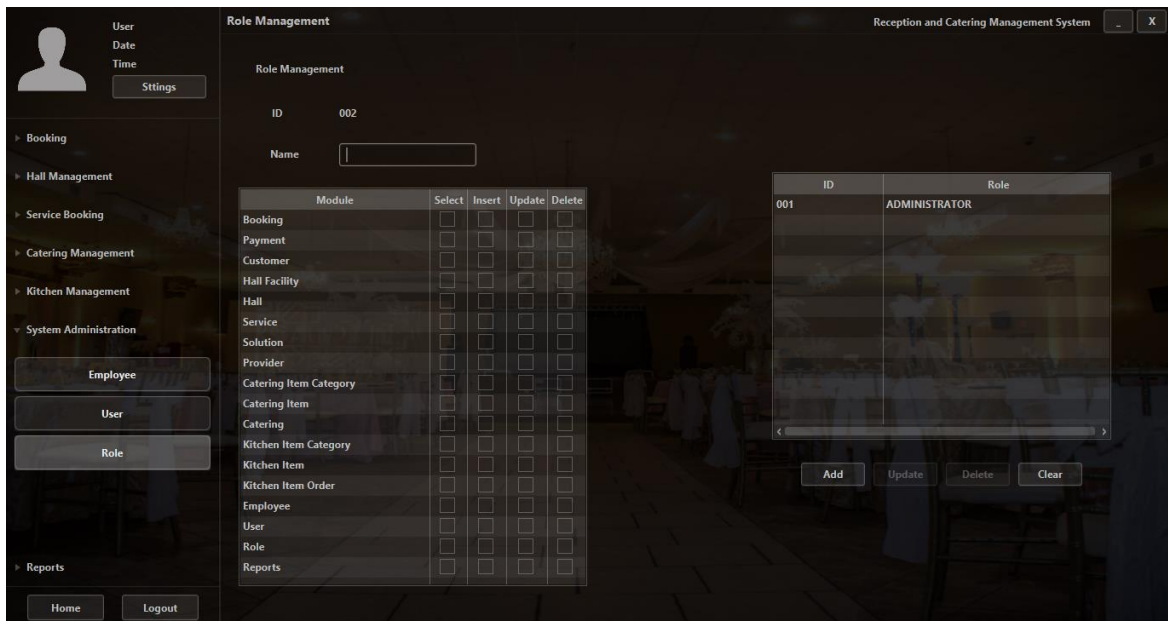 User
Date
Time
Sttings
Booking
Hall Management
Service Booking
Catering Management
Kitchen Management
System Administration
Employee
User
Role
Reports
Home Logout
Role Management
Reception and Catering Management System _ X
Role Management
ID 002
Name
Module Select Insert Update Delete
Booking
Payment
Customer
Hall Facility
Hall
Service
Solution
Provider
Catering Item Category
Catering Item
Catering
Kitchen Item Category
Kitchen Item
Kitchen Item Order
Employee
User
Role
Reports
ID Role
001 ADMINISTRATOR
Add Update Delete Clear